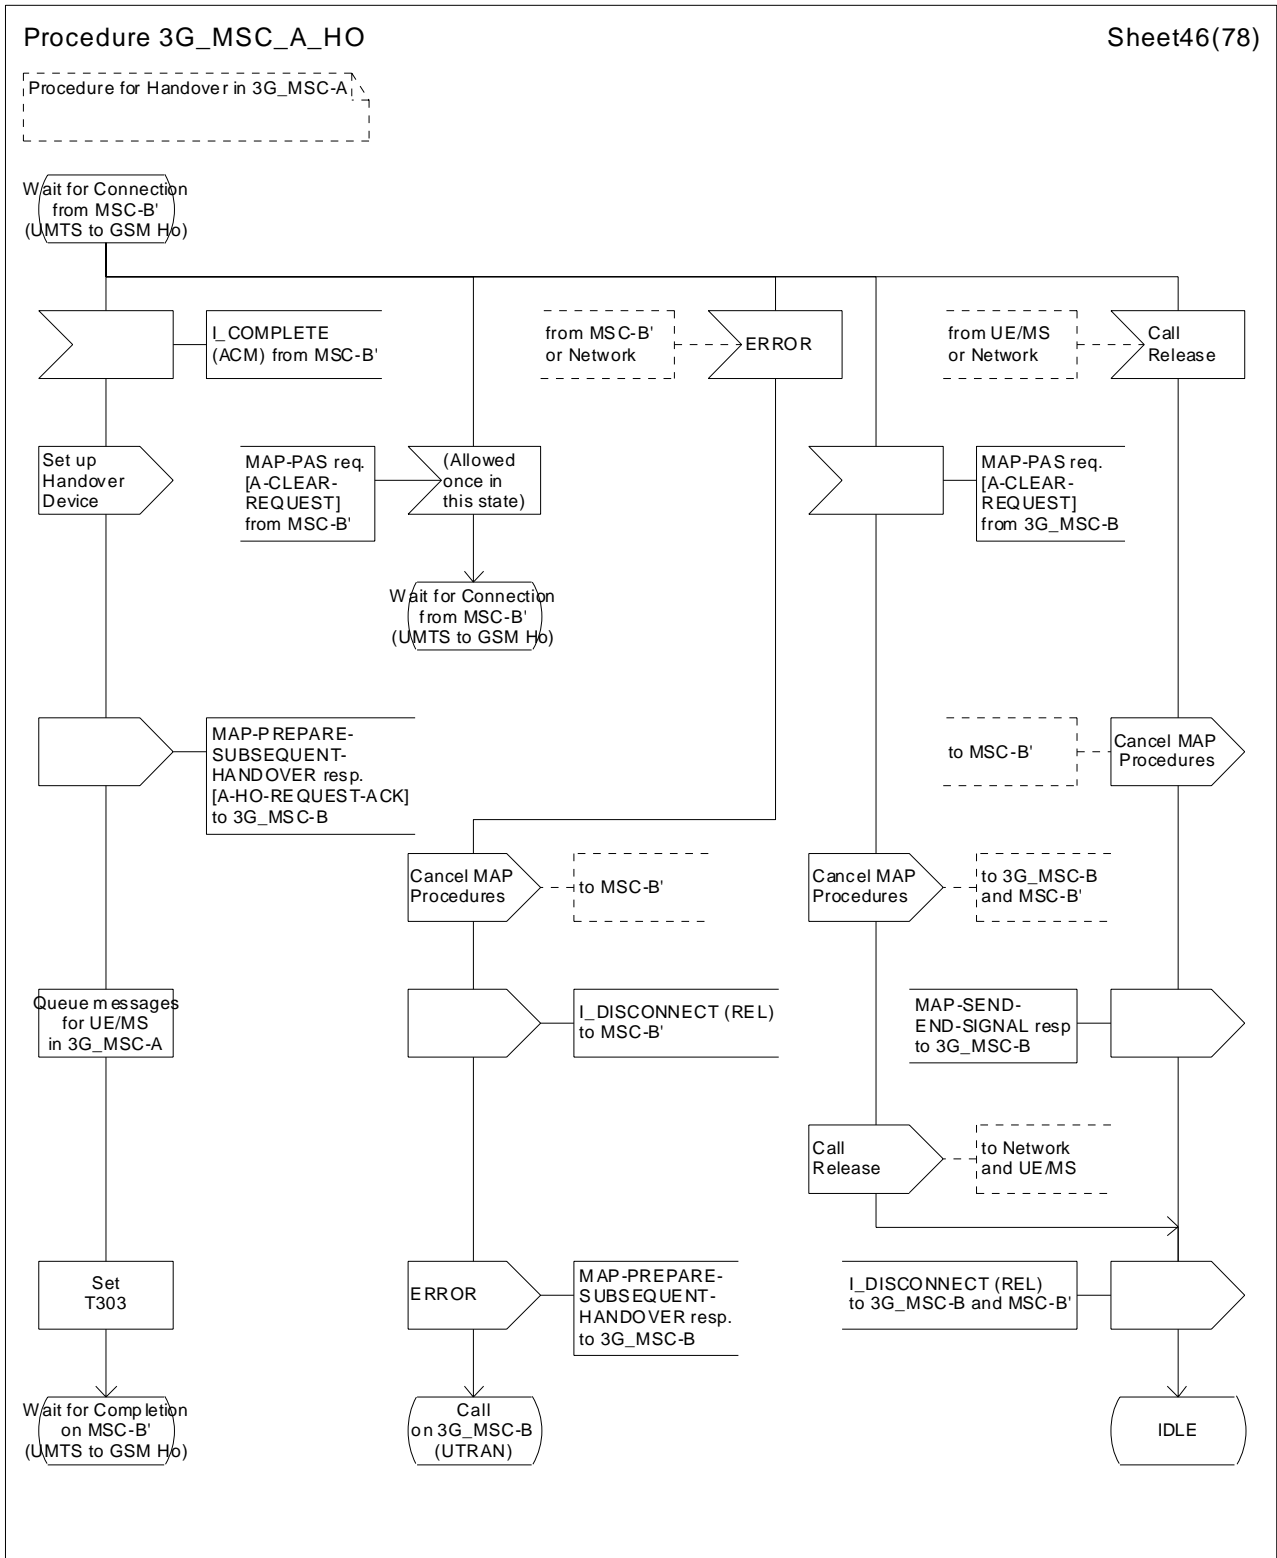 Procedure 3G_MSC_A_HO
Sheet46(78)
Procedure for Handover in 3G_MSC-A
Wait for Connection
from MSC-B'
(UMTS to GSM Ho)
I_COMPLETE
(ACM) from MSC-B'
from MSC-B'
or Network
ERROR
from UE/MS
or Network
Call
Release
Set up
Handover
Device
MAP-PAS req.
[A-CLEAR-
REQUEST]
from MSC-B'
(Allowed
once in
this state)
MAP-PAS req.
[A-CLEAR-
REQUEST]
from 3G_MSC-B
Wait for Connection
from MSC-B'
(UMTS to GSM Ho)
MAP-PREPARE-
SUBSEQUENT-
HANDOVER resp.
[A-HO-REQUEST-ACK]
to 3G_MSC-B
to MSC-B'
Cancel MAP
Procedures
Cancel MAP
Procedures
to MSC-B'
Cancel MAP
Procedures
to 3G_MSC-B
and MSC-B'
Queue messages
for UE/MS
in 3G_MSC-A
I_DISCONNECT (REL)
to MSC-B'
MAP-SEND-
END-SIGNAL resp
to 3G_MSC-B
Call
Release
to Network
and UE/MS
Set
T303
ERROR
MAP-PREPARE-
SUBSEQUENT-
HANDOVER resp.
to 3G_MSC-B
I_DISCONNECT (REL)
to 3G_MSC-B and MSC-B'
Wait for Completion
on MSC-B'
(UMTS to GSM Ho)
Call
on 3G_MSC-B
(UTRAN)
IDLE